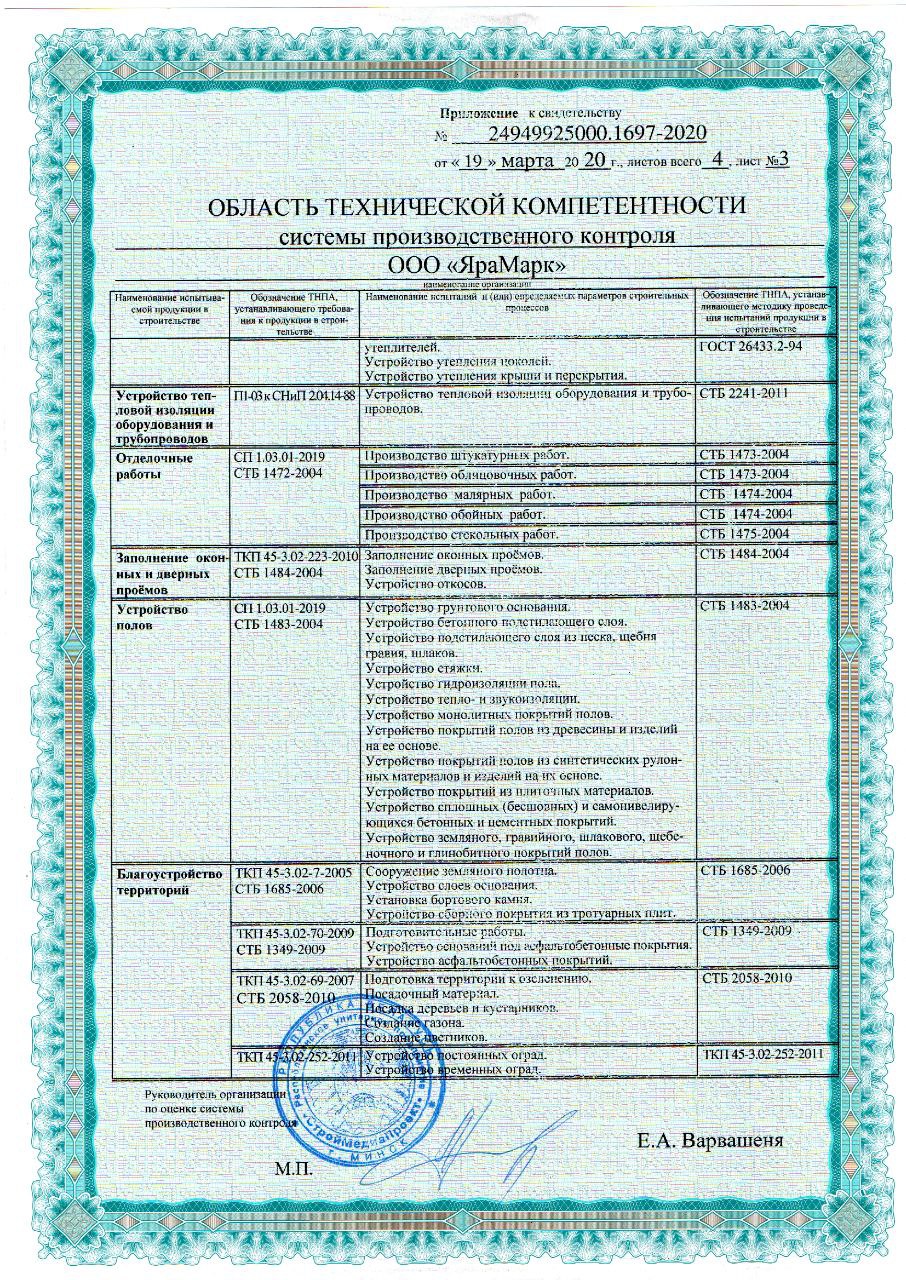 Приложение к свидетельству
№ 24949925000.1697-2020
от « 19 » марта 20 20 г., листов всего 4 , лист №3
ОБЛАСТЬ ТЕХНИЧЕСКОЙ КОМПЕТЕНТНОСТИ
системы производственного контроля
ООО «ЯраМарк»
наименование организации
Наименование испытываемой продукции в строительстве
Обозначение ТНПА, устанавливающего требования к продукции в строительстве
Наименование испытаний и (или) определяемых параметров строительных процессов
Обозначение ТНПА, устанавливающего методику проведения испытаний продукции в строительстве
утеплителей.
Устройство утепления цоколей.
Устройство утепления крыши и перекрытия.
ГОСТ 26433.2-94
Устройство теп-
ловой изоляции
оборудования и
трубопроводов
П1-03 к СНиП 2.04.14-88
Устройство тепловой изоляции оборудования и трубо-
проводов.
СТБ 2241-2011
Отделочные
работы
СП 1.03.01-2019
СТБ 1472-2004
Производство штукатурных работ. СТБ 1473-2004
Производство облицовочных работ. СТБ 1473-2004
Производство малярных работ. СТБ 1474-2004
Производство обойных работ. СТБ 1474-2004
Производство стекольных работ. СТБ 1475-2004
Заполнение окон-
ных и дверных
проёмов
ТКП 45-3.02-223-2010
СТБ 1484-2004
Заполнение оконных проёмов.
Заполнение дверных проёмов.
Устройство откосов.
СТБ 1484-2004
Устройство
полов
СП 1.03.01-2019
СТБ 1483-2004
Устройство грунтового основания.
Устройство бетонного подстилающего слоя.
Устройство подстилающего слоя из песка, щебня
гравия, шлаков.
Устройство стяжки.
Устройство гидроизоляции пола.
Устройство тепло- и звукоизоляции.
Устройство монолитных покрытий полов.
Устройство покрытий полов из древесины и изделий
на ее основе.
Устройство покрытий полов из синтетических рулон-
ных материалов и изделий на их основе.
Устройство покрытий из плиточных материалов.
Устройство сплошных (бесшовных) и самонивелиру-
ющихся бетонных и цементных покрытий.
Устройство земляного, гравийного, шлакового, щебе-
ночного и глинобитного покрытий полов.
СТБ 1483-2004
Благоустройство
территорий
ТКП 45-3.02-7-2005
СТБ 1685-2006
Сооружение земляного полотна.
Устройство слоев основания.
Установка бортового камня.
Устройство сборного покрытия из тротуарных плит.
СТБ 1685-2006
ТКП 45-3.02-70-2009
СТБ 1349-2009
Подготовительные работы.
Устройство оснований под асфальтобетонные покрытия.
Устройство асфальтобетонных покрытий.
СТБ 1349-2009
ТКП 45-3.02-69-2007
СТБ 2058-2010
Подготовка территории к озеленению.
Посадочный материал.
Посадка деревьев и кустарников.
Создание газона.
Создание цветников.
СТБ 2058-2010
ТКП 45-3.02-252-2011
Устройство постоянных оград.
Устройство временных оград.
ТКП 45-3.02-252-2011
Руководитель организации
по оценке системы
производственного контроля
«Строймедиапроект»
г. МИНСК
Е.А. Варвашеня
М.П.